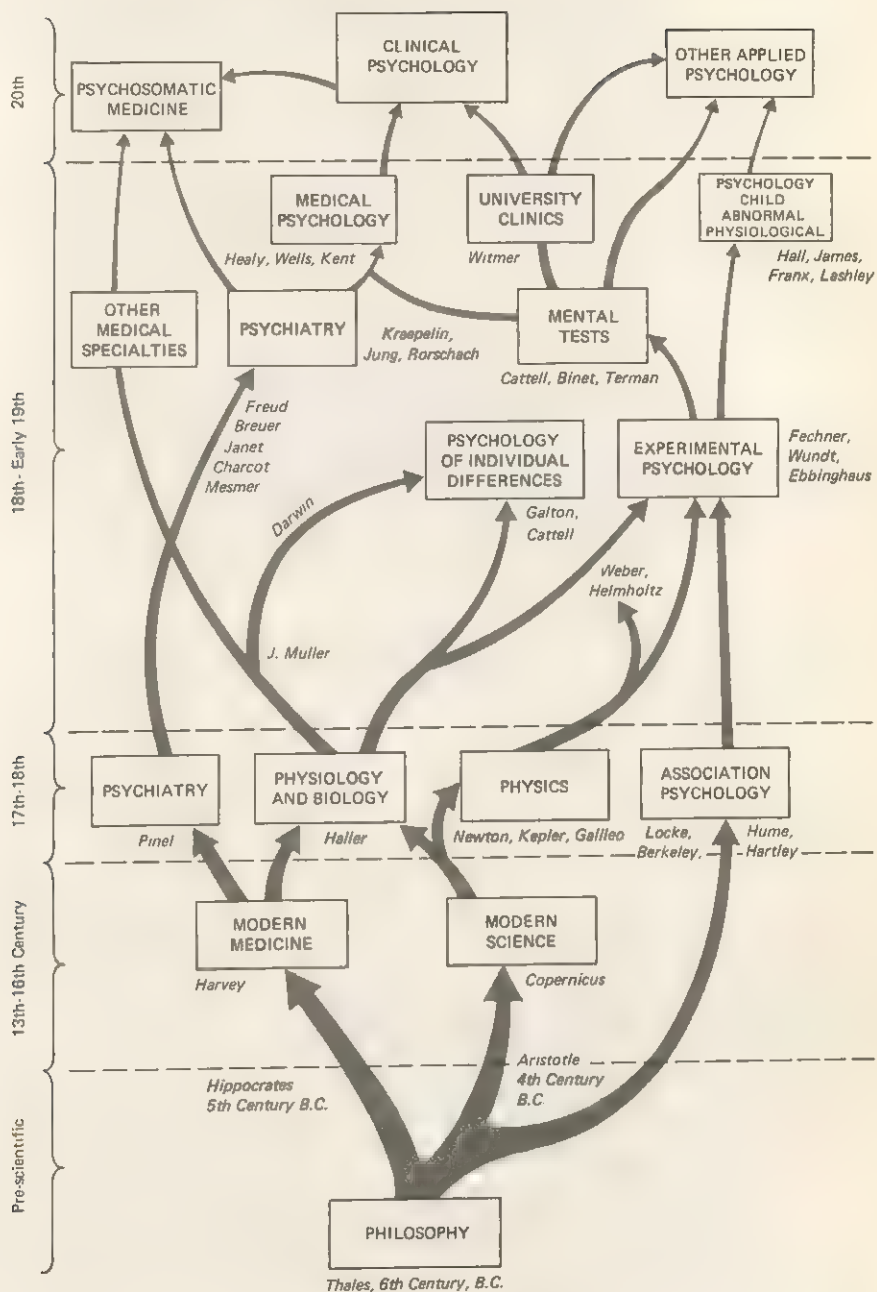 20th
CLINICAL
PSYCHOLOGY
OTHER APPLIED
PSYCHOLOGY
PSYCHOSOMATIC
MEDICINE
18th - Early 19th
MEDICAL
PSYCHOLOGY
Healy, Wells, Kent
UNIVERSITY
CLINICS
Witmer
PSYCHOLOGY
CHILD
ABNORMAL
PHYSIOLOGICAL
Hall, James,
Franx, Lashley
OTHER
MEDICAL
SPECIALTIES
PSYCHIATRY
Kraepelin,
Jung, Rorschach
MENTAL
TESTS
Cattell, Binet, Terman
Freud
Breuer
Janet
Charcot
Mesmer
Darwin
PSYCHOLOGY
OF INDIVIDUAL
DIFFERENCES
Galton,
Cattell
EXPERIMENTAL
PSYCHOLOGY
Fechner,
Wundt,
Ebbinghaus
Weber,
Helmholtz
J. Muller
17th-18th
PSYCHIATRY
Pinel
PHYSIOLOGY
AND BIOLOGY
Haller
PHYSICS
Newton, Kepler, Galileo
ASSOCIATION
PSYCHOLOGY
Locke,
Berkeley,
Hume,
Hartley
13th-16th Century
MODERN
MEDICINE
Harvey
MODERN
SCIENCE
Copernicus
Pre-scientific
Hippocrates
5th Century B.C.
Aristotle
4th Century
B.C.
PHILOSOPHY
Thales, 6th Century, B.C.